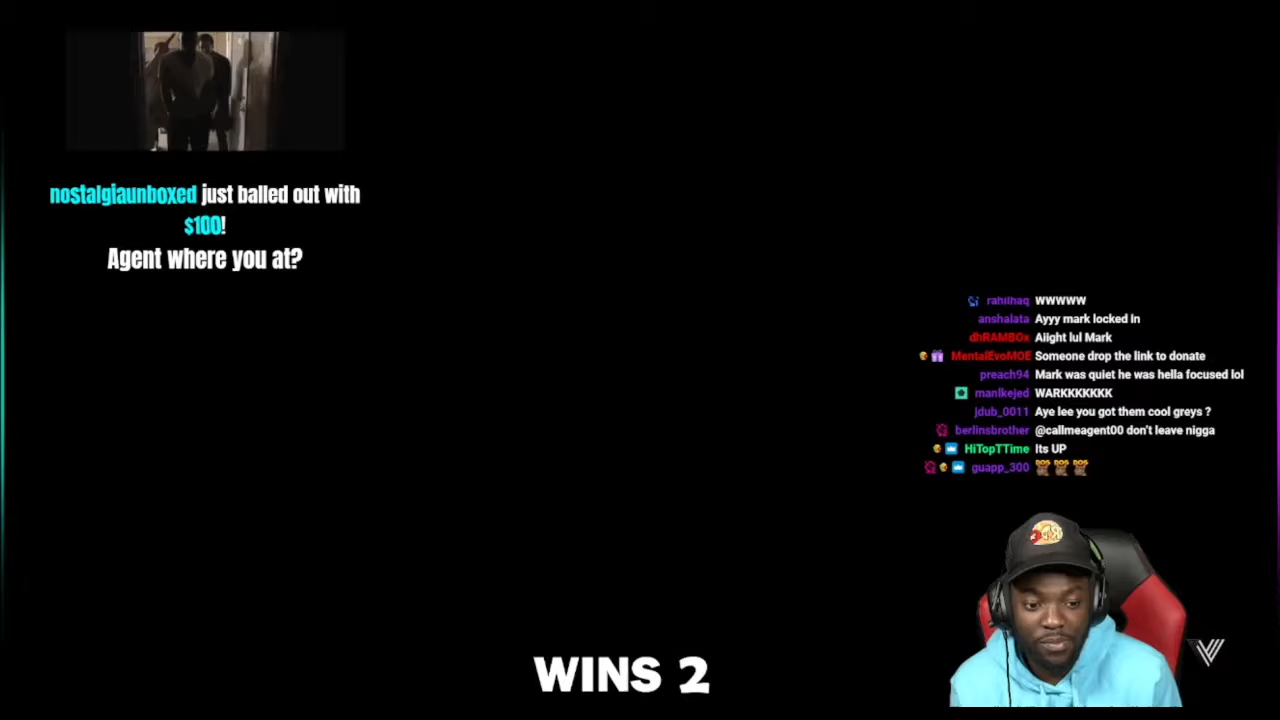 nostalgiaunboxed just balled out with
$100!
Agent where you at?
rahilhaq WWWWW
anshalata Ayyy mark locked in
dhRAMBOx Aiight lul Mark
MentalEvoMOE Someone drop the link to donate
preach94 Mark was quiet he was hella focused lol
manlkejed WARKKKKKKK
jdub_0011 Aye lee you got them cool greys ?
berlinsbrother @callmeagent00 don't leave nigga
HiTopTTime Its UP
guapp_300
WINS 2